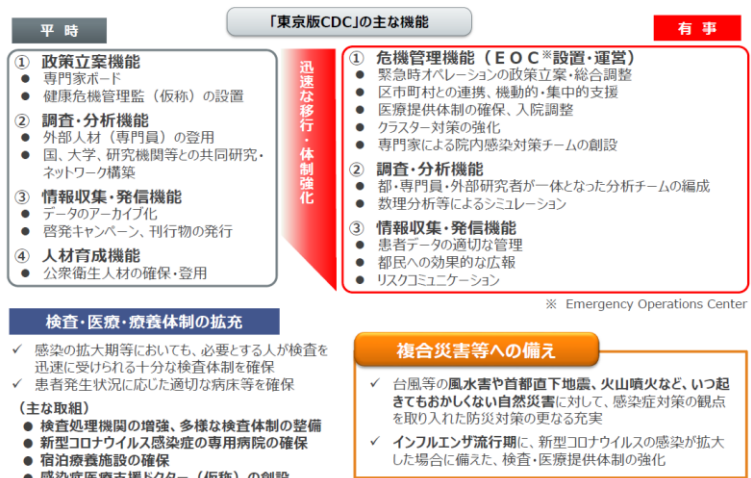 「東京版CDC」の主な機能
平 時
① 政策立案機能
● 専門家ボード
● 健康危機管理監（仮称）の設置
② 調査・分析機能
● 外部人材（専門員）の登用
● 国、大学、研究機関等との共同研究・
ネットワーク構築
③ 情報収集・発信機能
● データのアーカイブ化
● 啓発キャンペーン、刊行物の発行
④ 人材育成機能
● 公衆衛生人材の確保・登用
迅速な移行・体制強化
有 事
① 危機管理機能（ＥＯＣ※設置・運営）
● 緊急時オペレーションの政策立案・総合調整
● 区市町村との連携、機動的・集中的支援
● 医療提供体制の確保、入院調整
● クラスター対策の強化
● 専門家による院内感染対策チームの創設
② 調査・分析機能
● 都・専門員・外部研究者が一体となった分析チームの編成
● 数理分析等によるシミュレーション
③ 情報収集・発信機能
● 患者データの適切な管理
● 都民への効果的な広報
● リスクコミュニケーション
※ Emergency Operations Center
検査・医療・療養体制の拡充
✓ 感染の拡大期等においても、必要とする人が検査を
迅速に受けられる十分な検査体制を確保
✓ 患者発生状況に応じた適切な病床等を確保
（主な取組）
● 検査処理機関の増強、多様な検査体制の整備
● 新型コロナウイルス感染症の専用病院の確保
● 宿泊療養施設の確保
● 感染症医療支援ドクター（仮称）の創設
複合災害等への備え
✓ 台風等の風水害や首都直下地震、火山噴火など、いつ起
きてもおかしくない自然災害に対して、感染症対策の観点
を取り入れた防災対策の更なる充実
✓ インフルエンザ流行期に、新型コロナウイルスの感染が拡大
した場合に備えた、検査・医療提供体制の強化